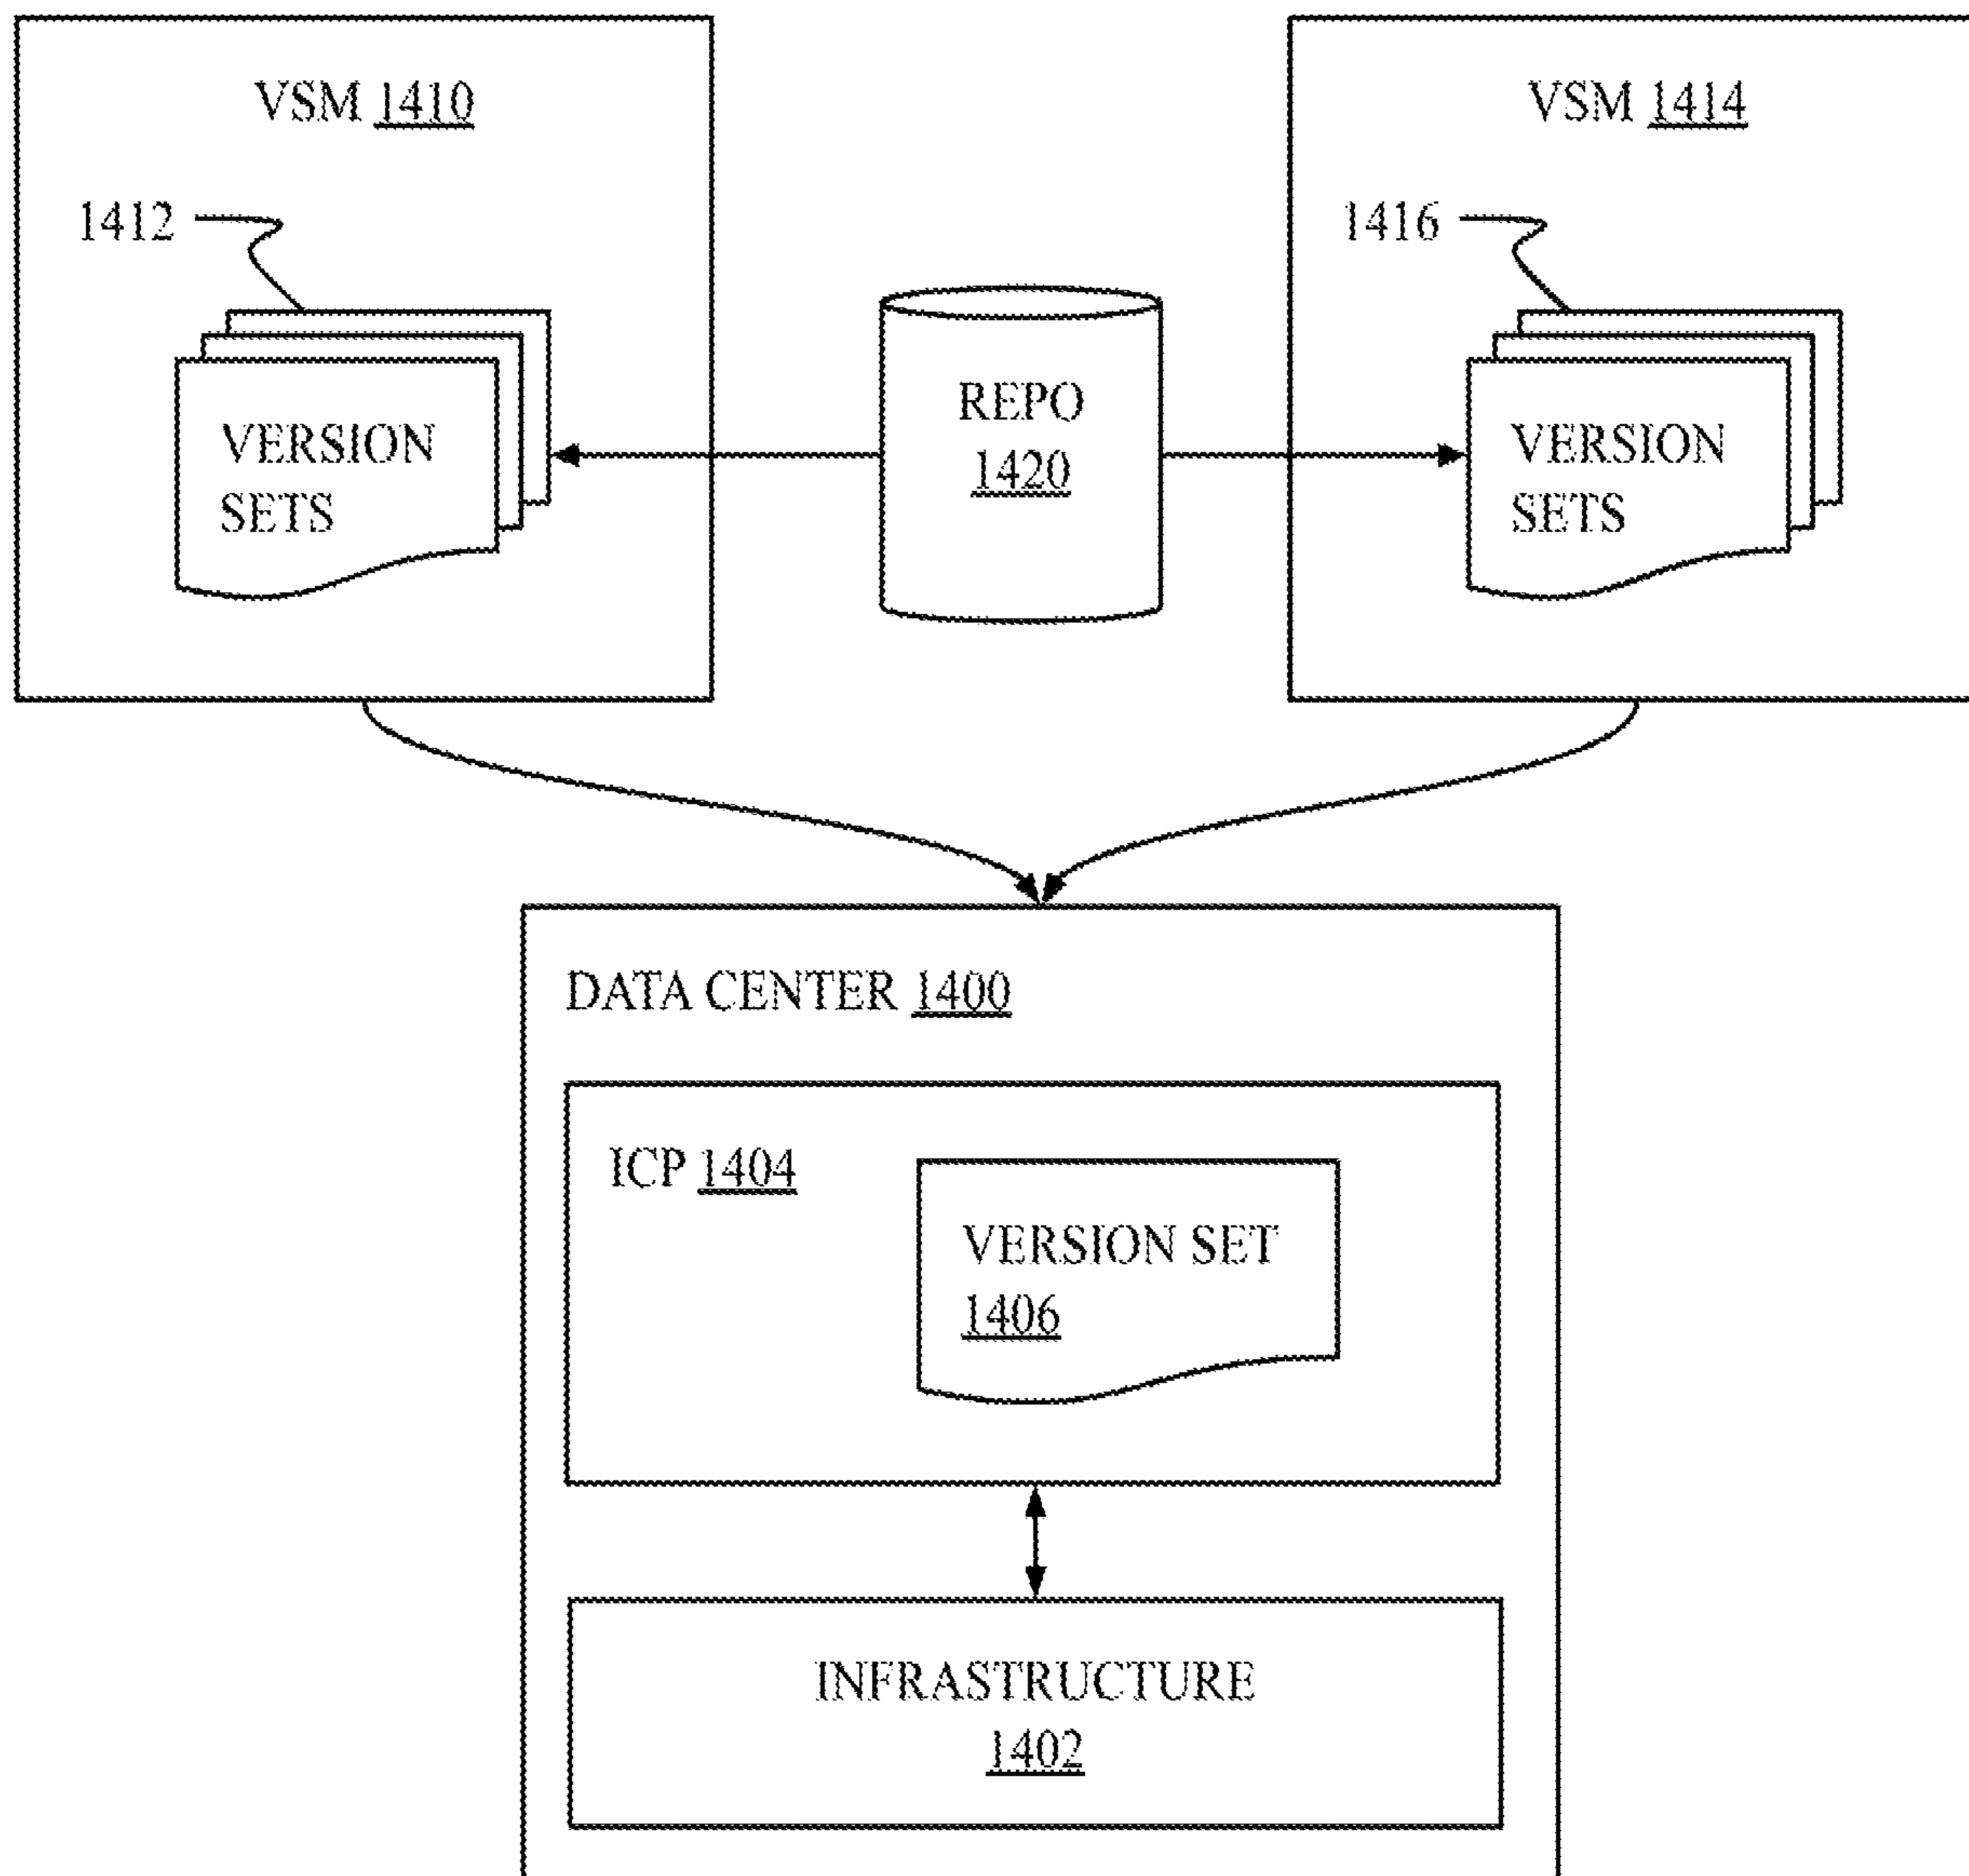 VSM 1410
VSM 1414
1412
1416
VERSION
SETS
REPO
1420
VERSION
SETS
DATA CENTER 1400
ICP 1404
VERSION SET
1406
INFRASTRUCTURE
1402